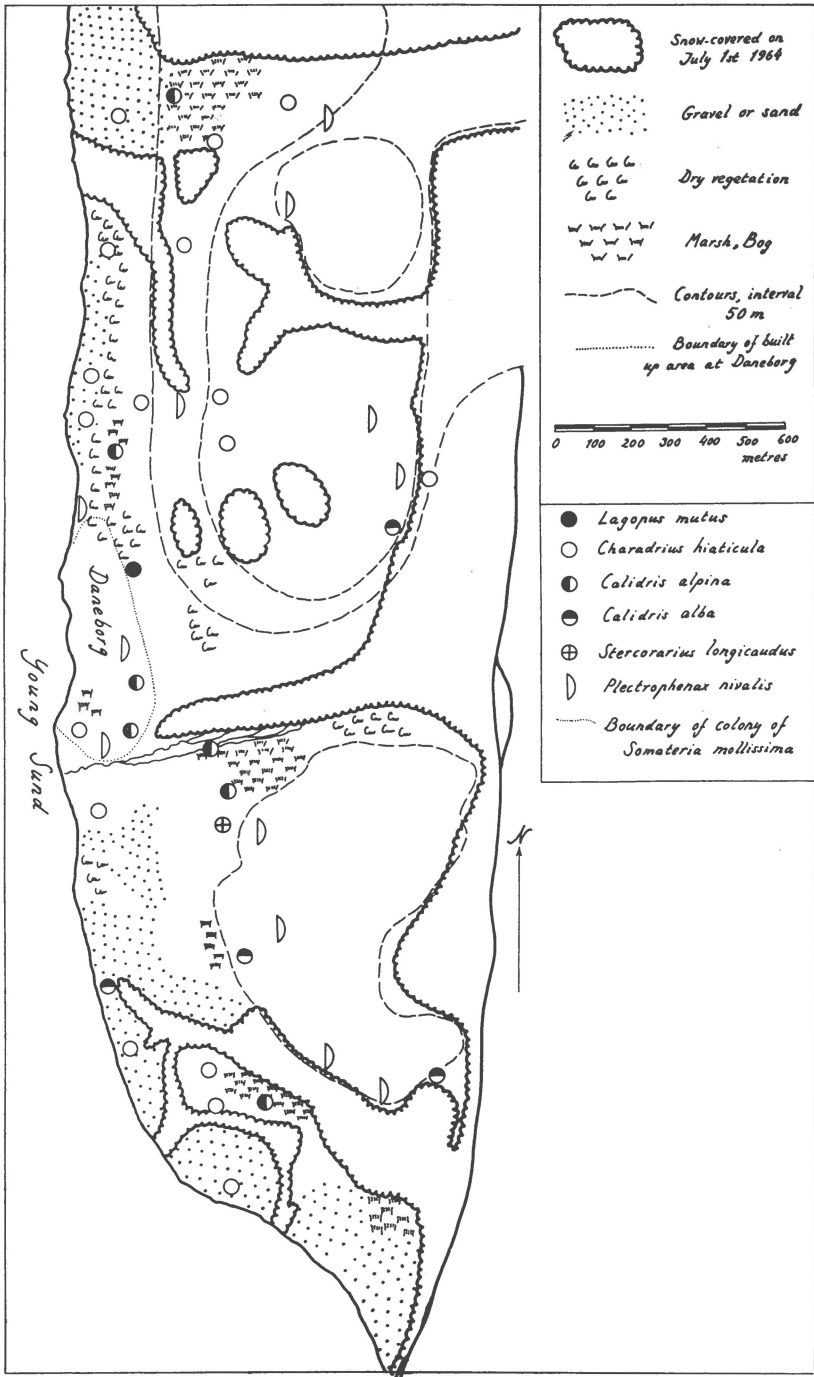 Snow-covered on
July 1st 1964
Gravel or sand
Dry vegetation
Marsh, Bog
Contours, interval
50 m
Boundary of built
up area at Daneborg
0 100 200 300 400 500 600
metres
Lagopus mutus
Charadrius hiaticula
Calidris alpina
Calidris alba
Stercorarius longicaudus
Plectrophenax nivalis
Boundary of colony of
Somateria mollissima
Daneborg
Young Sund
N